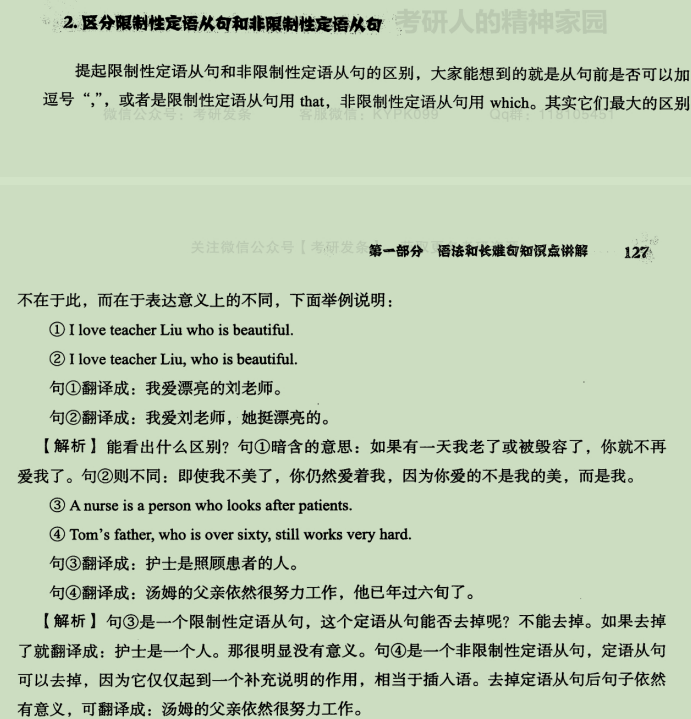 2. 区分限制性定语从句和非限制性定语从句
考研人的精神家园
提起限制性定语从句和非限制性定语从句的区别，大家能想到的就是从句前是否可以加
逗号“,”，或者是限制性定语从句用 that，非限制性定语从句用 which。其实它们最大的区别
微信公众号：考研发条 客服微信：KYPK099 Qq群：118105451
关注微信公众号【考研发条
第一部分 语法和长难句知识点讲解 127
不在于此，而在于表达意义上的不同，下面举例说明：
① I love teacher Liu who is beautiful.
② I love teacher Liu, who is beautiful.
句①翻译成：我爱漂亮的刘老师。
句②翻译成：我爱刘老师，她挺漂亮的。
【解析】能看出什么区别？句①暗含的意思：如果有一天我老了或被毁容了，你就不再
爱我了。句②则不同：即使我不美了，你仍然爱着我，因为你爱的不是我的美，而是我。
③ A nurse is a person who looks after patients.
④ Tom's father, who is over sixty, still works very hard.
句③翻译成：护士是照顾患者的人。
句④翻译成：汤姆的父亲依然很努力工作，他已年过六旬了。
【解析】句③是一个限制性定语从句，这个定语从句能否去掉呢？不能去掉。如果去掉
了就翻译成：护士是一个人。那很明显没有意义。句④是一个非限制性定语从句，定语从句
可以去掉，因为它仅仅起到一个补充说明的作用，相当于插入语。去掉定语从句后句子依然
有意义，可翻译成：汤姆的父亲依然很努力工作。